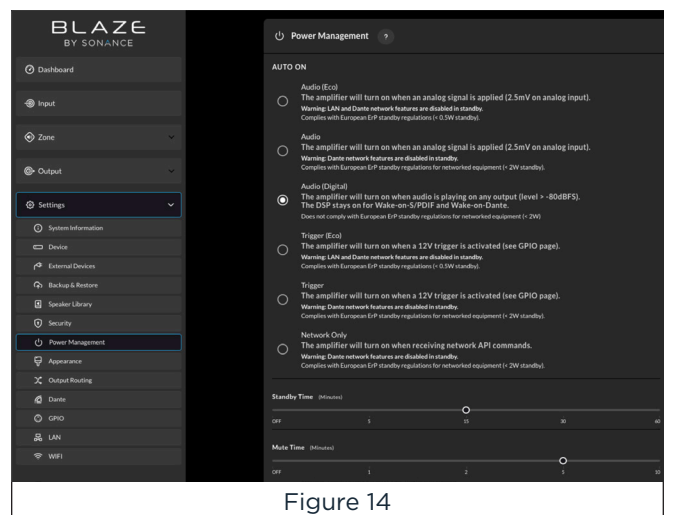 BLAZE
BY SONANCE
Dashboard
Input
Zone
Output
Settings
System Information
Device
External Devices
Backup & Restore
Speaker Library
Security
Power Management
Appearance
Output Routing
Dante
GPIO
LAN
WIFI
Power Management ?
AUTO ON
Audio (Eco)
The amplifier will turn on when an analog signal is applied (2.5mV on analog input).
Warning: LAN and Dante network features are disabled in standby.
Complies with European ErP standby regulations (< 0.5W standby).
Audio
The amplifier will turn on when an analog signal is applied (2.5mV on analog input).
Warning: Dante network features are disabled in standby.
Complies with European ErP standby regulations for networked equipment (< 2W standby).
Audio (Digital)
The amplifier will turn on when audio is playing on any output (level > -80dBFS).
The DSP stays on for Wake-on-S/PDIF and Wake-on-Dante.
Does not comply with European ErP standby regulations for networked equipment (< 2W)
Trigger (Eco)
The amplifier will turn on when a 12V trigger is activated (see GPIO page).
Warning: LAN and Dante network features are disabled in standby.
Complies with European ErP standby regulations (< 0.5W standby).
Trigger
The amplifier will turn on when a 12V trigger is activated (see GPIO page).
Warning: Dante network features are disabled in standby.
Complies with European ErP standby regulations for networked equipment (< 2W standby).
Network Only
The amplifier will turn on when receiving network API commands.
Warning: Dante network features are disabled in standby.
Complies with European ErP standby regulations for networked equipment (< 2W standby).
Standby Time (Minutes)
OFF 5 15 30 60
Mute Time (Minutes)
OFF 1 2 5 10
Figure 14